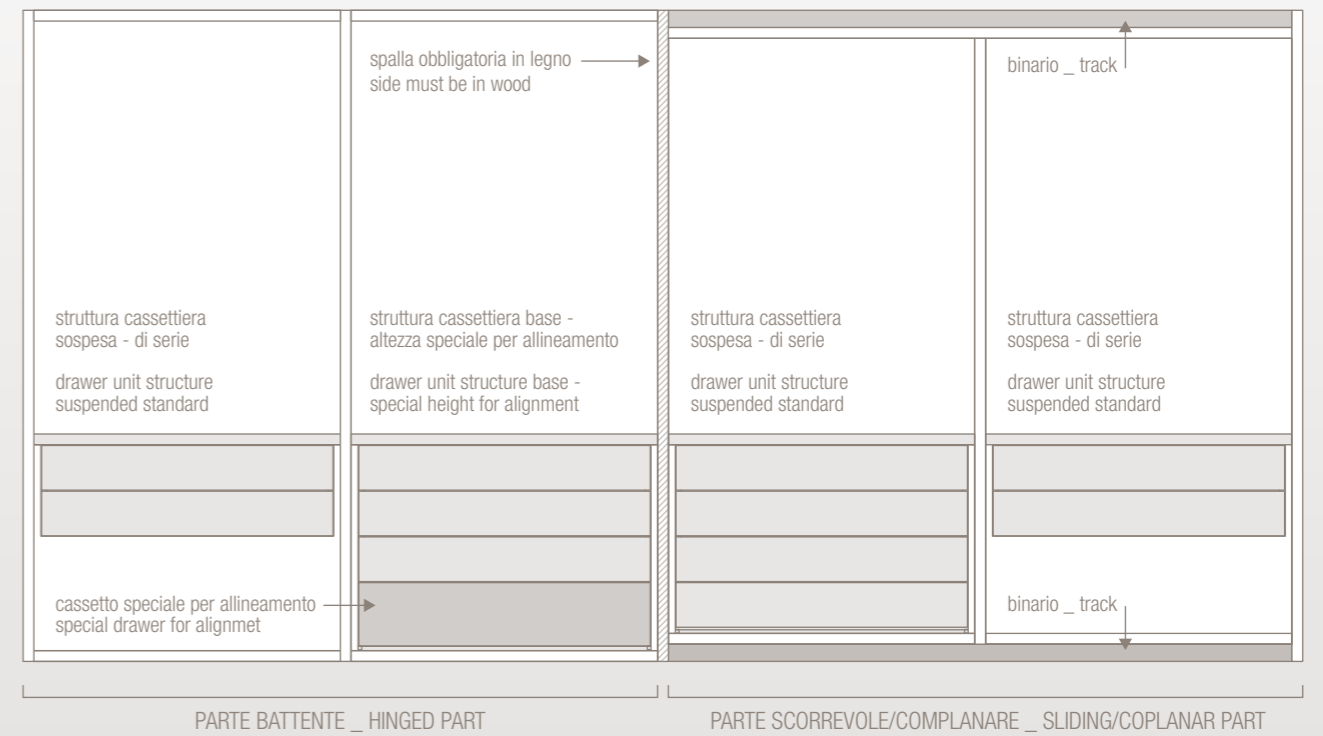 spalla obbligatoria in legno
side must be in wood
binario _ track
struttura cassettiera
sospesa - di serie
drawer unit structure
suspended standard
struttura cassettiera base -
altezza speciale per allineamento
drawer unit structure base -
special height for alignment
struttura cassettiera
sospesa - di serie
drawer unit structure
suspended standard
struttura cassettiera
sospesa - di serie
drawer unit structure
suspended standard
cassetto speciale per allineamento
special drawer for alignmet
binario _ track
PARTE BATTENTE _ HINGED PART
PARTE SCORREVOLE/COMPLANARE _ SLIDING/COPLANAR PART